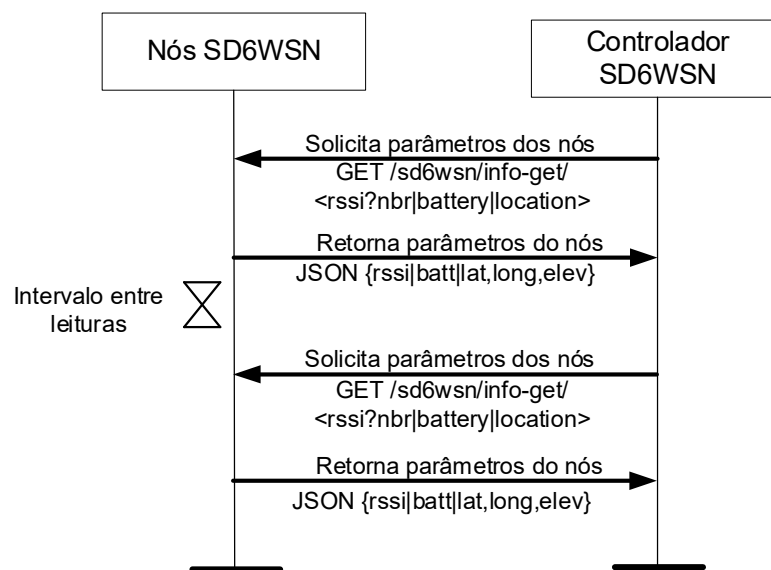 Nós SD6WSN
Controlador
SD6WSN
Solicita parâmetros dos nós
GET /sd6wsn/info-get/
<rssi?nbr|battery|location>
Retorna parâmetros do nós
JSON {rssi|batt|lat,long,elev}
Intervalo entre
leituras
Solicita parâmetros dos nós
GET /sd6wsn/info-get/
<rssi?nbr|battery|location>
Retorna parâmetros do nós
JSON {rssi|batt|lat,long,elev}